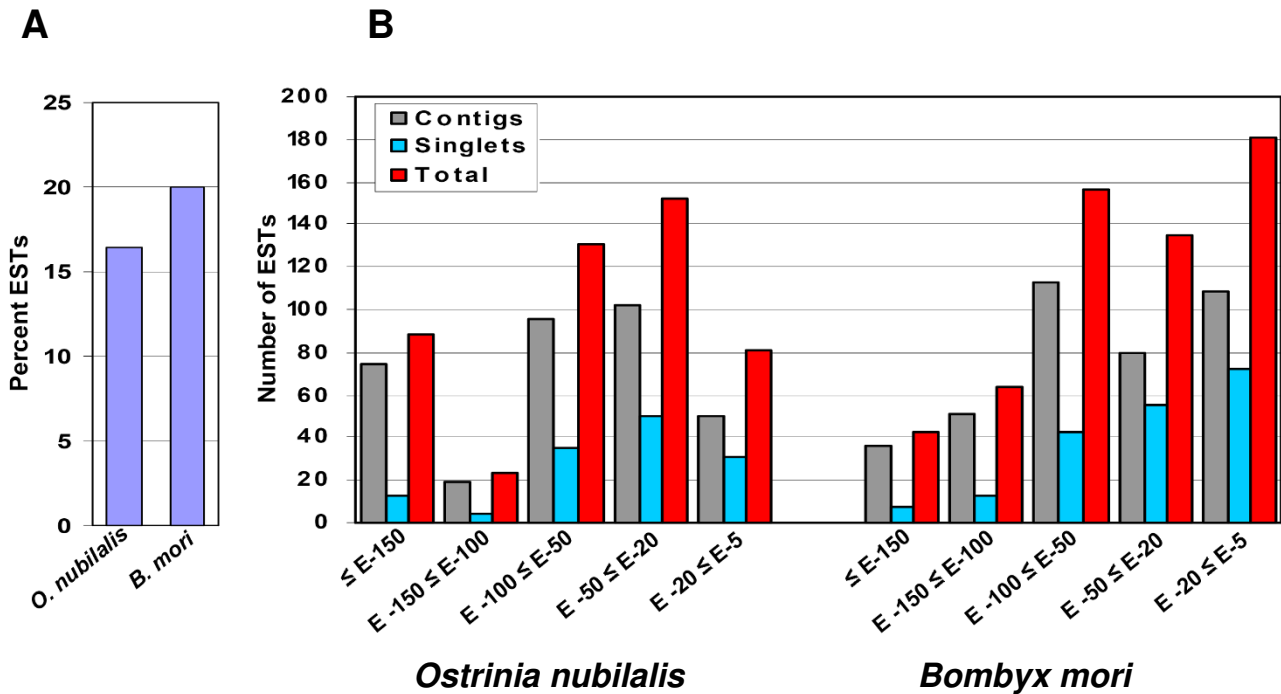 A
B
Percent ESTs
25
20
15
10
5
0
O. nubilalis
B. mori
Number of ESTs
200
180
160
140
120
100
80
60
40
20
0
Contigs
Singlets
Total
≤ E-150
E -150 ≤ E-100
E -100 ≤ E-50
E -50 ≤ E-20
E -20 ≤ E-5
≤ E-150
E -150 ≤ E-100
E -100 ≤ E-50
E -50 ≤ E-20
E -20 ≤ E-5
Ostrinia nubilalis
Bombyx mori